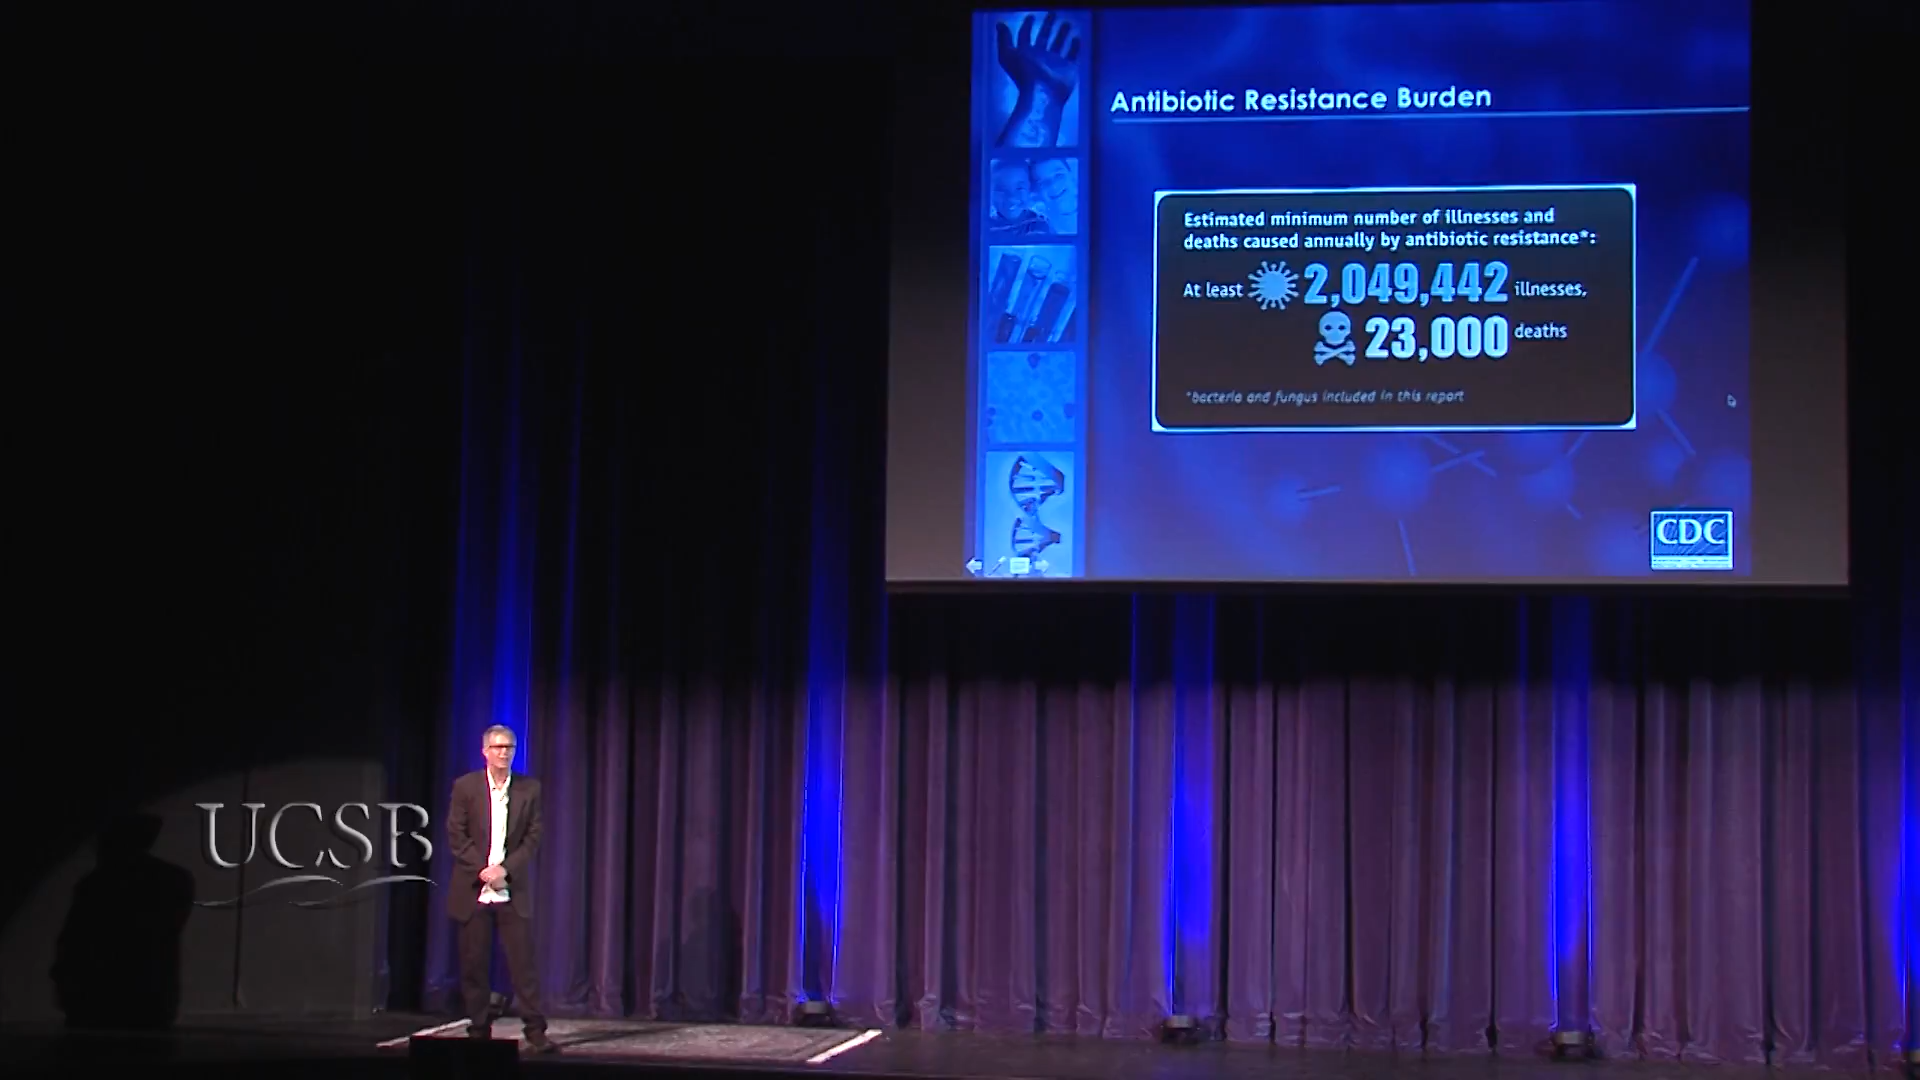 Antibiotic Resistance Burden
Estimated minimum number of illnesses and
deaths caused annually by antibiotic resistance*:
At least 2,049,442 illnesses,
23,000 deaths
*bacteria and fungus included in this report
CDC
UCSB